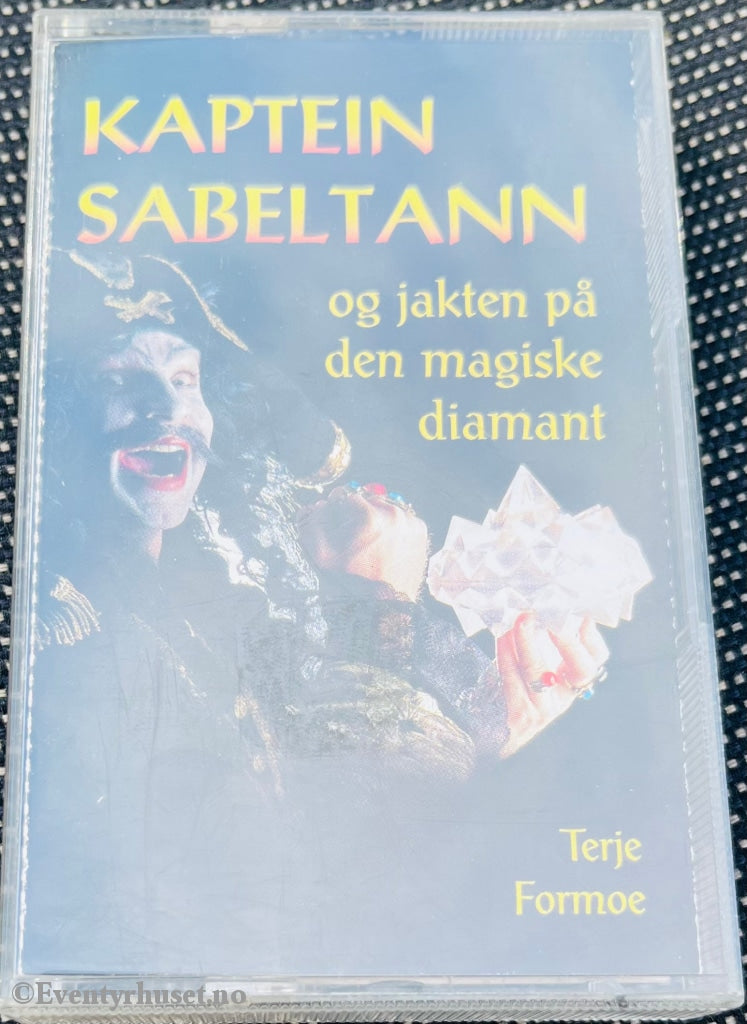 KAPTEIN
SABELTANN
og jakten på
den magiske
diamant
Terje
Formoe
©Eventyrhuset.no